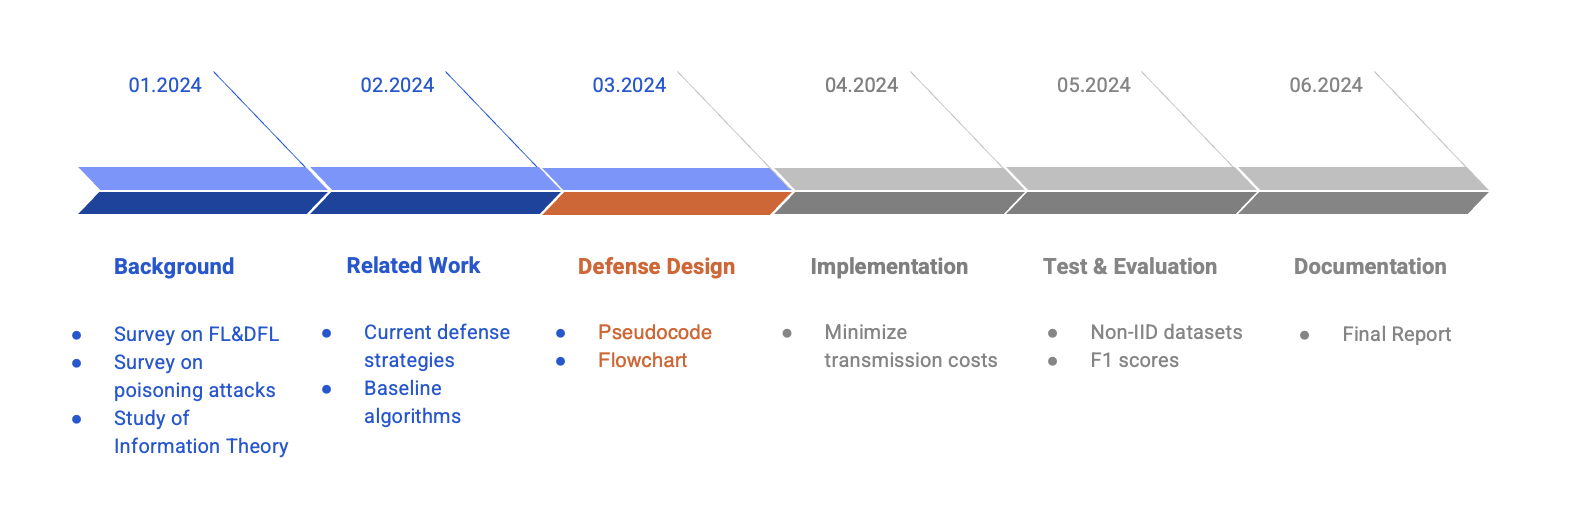 01.2024
02.2024
03.2024
04.2024
05.2024
06.2024
Background
● Survey on FL&DFL
● Survey on
poisoning attacks
● Study of
Information Theory
Related Work
● Current defense
strategies
● Baseline
algorithms
Defense Design
● Pseudocode
● Flowchart
Implementation
● Minimize
transmission costs
Test & Evaluation
● Non-IID datasets
● F1 scores
Documentation
● Final Report